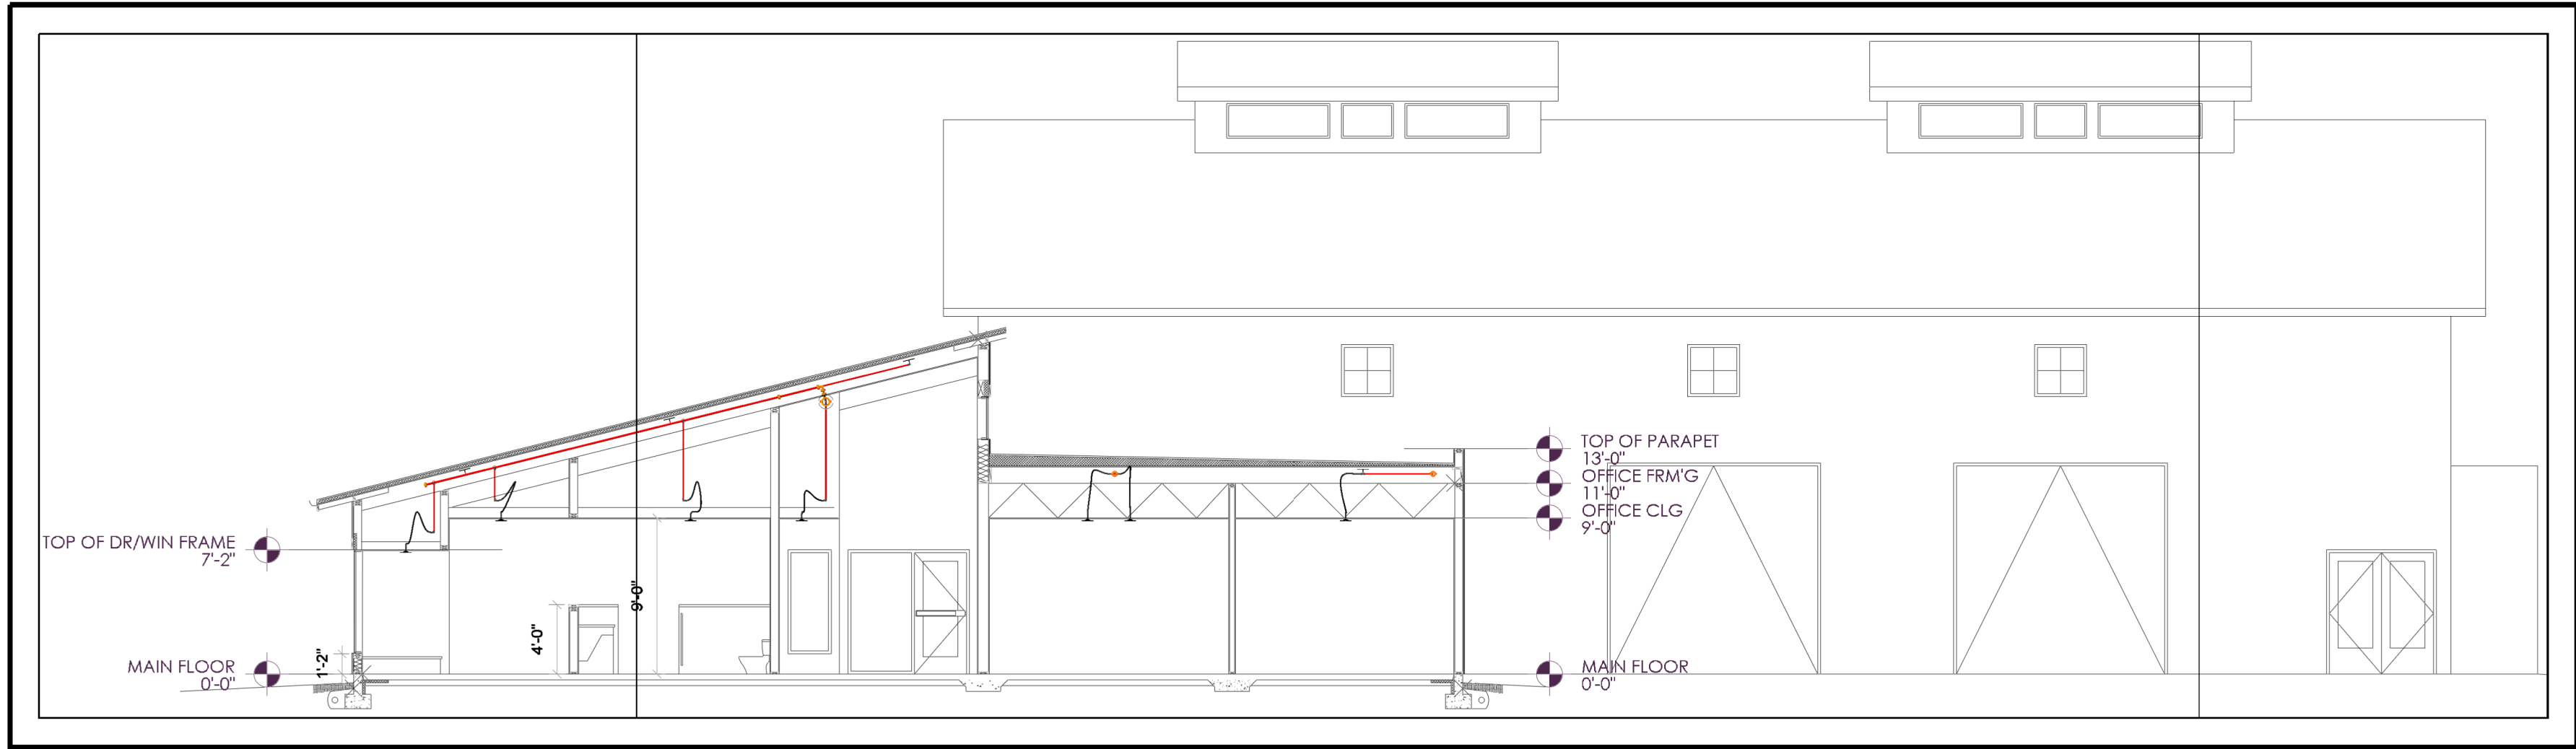 TOP OF PARAPET
13'-0"
OFFICE FRM'G
11'-0"
OFFICE CLG
9'-0"
TOP OF DR/WIN FRAME
7'-2"
9'-0"
4'-0"
1'-2"
MAIN FLOOR
0'-0"
MAIN FLOOR
0'-0"